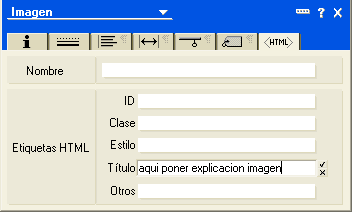 Imagen
?
i
<HTML>
Nombre
ID
Clase
Estilo
Etiquetas HTML
Título aqui poner explicacion imagen
Otros